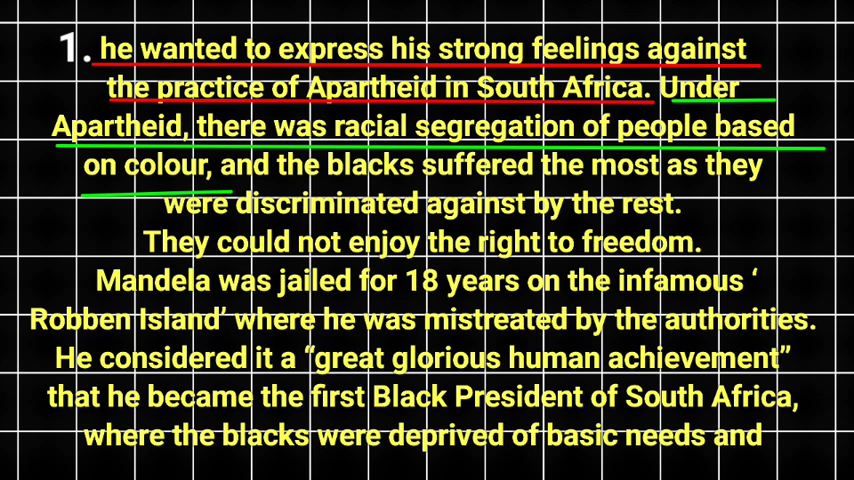 1. he wanted to express his strong feelings against
the practice of Apartheid in South Africa. Under
Apartheid, there was racial segregation of people based
on colour, and the blacks suffered the most as they
were discriminated against by the rest.
They could not enjoy the right to freedom.
Mandela was jailed for 18 years on the infamous ‘
Robben Island’ where he was mistreated by the authorities.
He considered it a “great glorious human achievement”
that he became the first Black President of South Africa,
where the blacks were deprived of basic needs and